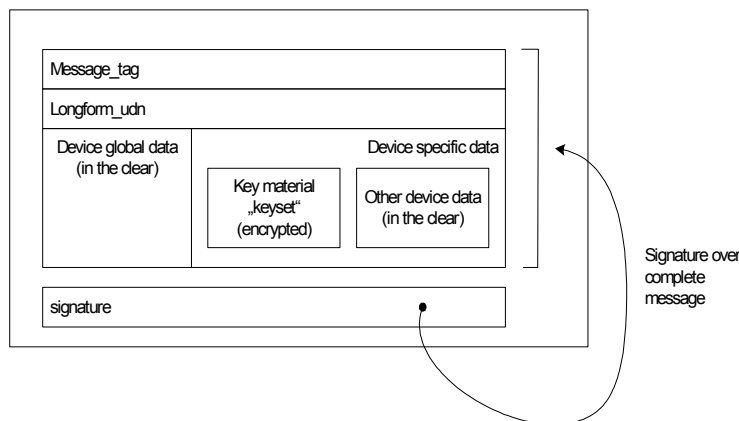 Message_tag
Longform_udn
Device global data
(in the clear)
Device specific data
Key material
„keyset“
(encrypted)
Other device data
(in the clear)
signature
Signature over
complete
message